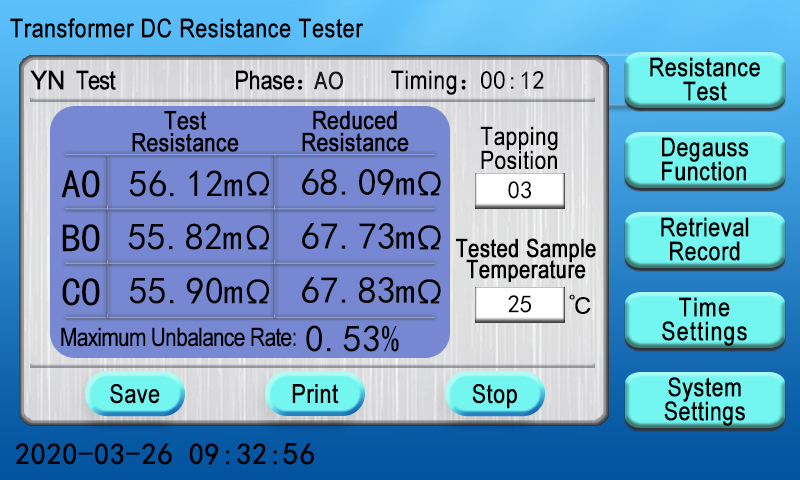 Transformer DC Resistance Tester
YN Test Phase: AO Timing: 00:12
Test Resistance Reduced Resistance
AO 56.12mΩ 68.09mΩ
BO 55.82mΩ 67.73mΩ
CO 55.90mΩ 67.83mΩ
Maximum Unbalance Rate: 0.53%
Tapping
Position
03
Tested Sample
Temperature
25 ℃
Save Print Stop
Resistance
Test
Degauss
Function
Retrieval
Record
Time
Settings
System
Settings
2020-03-26 09:32:56